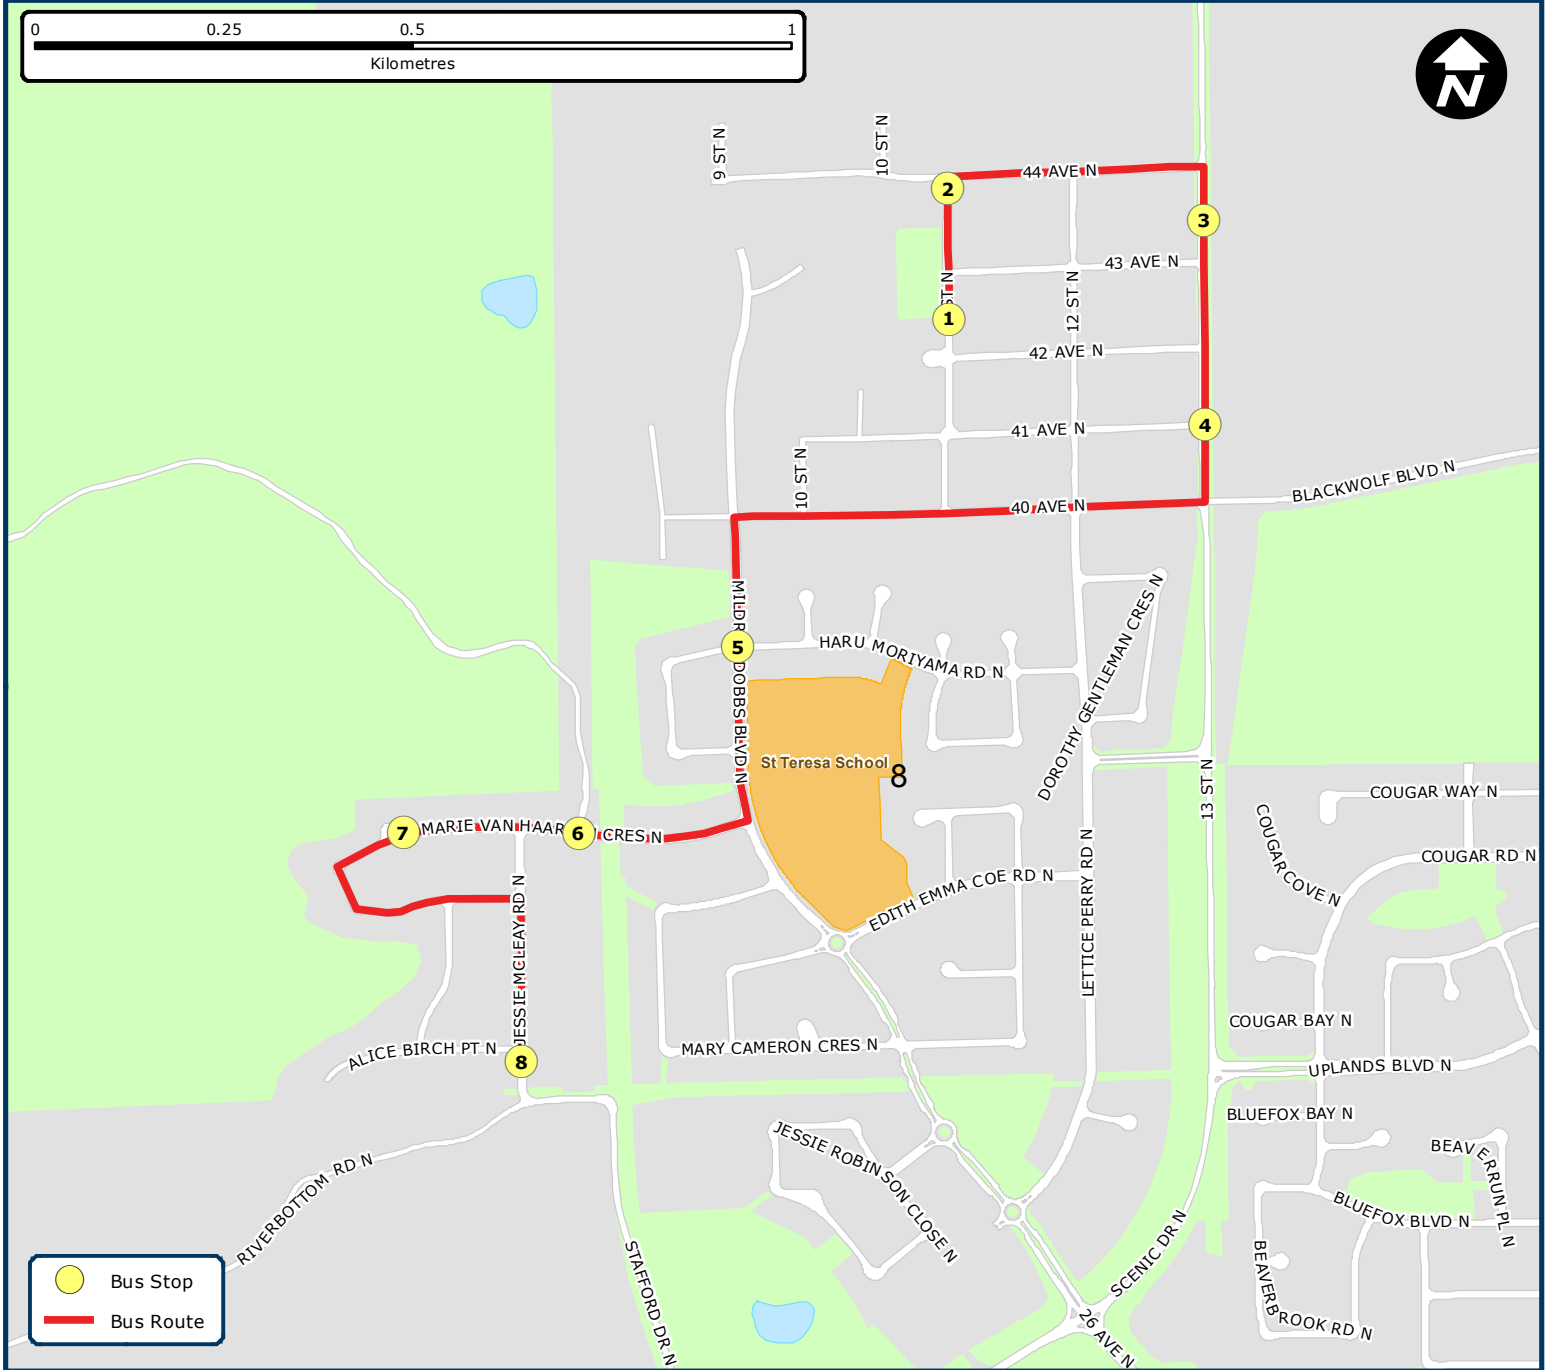 0 0.25 0.5 1
Kilometres
N
9 ST N
10 ST N
2
44 AVE N
3
43 AVE N
ST N
12 ST N
1
42 AVE N
4
41 AVE N
10 ST N
40 AVE N
BLACKWOLF BLVD N
MILDR DOBBS BLVD N
5
HARU MORIYAMA RD N
DOROTHY GENTLEMAN CRES N
St Teresa School
8
13 ST N
COUGAR WAY N
COUGAR COVE N
COUGAR RD N
7
MARIE VAN HAAR
6
CRES N
JESSIE MCLEAY RD N
EDITH EMMA COE RD N
LETTICE PERRY RD N
COUGAR BAY N
ALICE BIRCH PT N
8
MARY CAMERON CRES N
UPLANDS BLVD N
BLUEFOX BAY N
JESSIE ROBINSON CLOSE N
BEAVERRUN PL N
RIVERBOTTOM RD N
BLUEFOX BLVD N
STAFFORD DR N
SCENIC DR N
BEAVERBROOK RD N
26 AVE N
Bus Stop
Bus Route